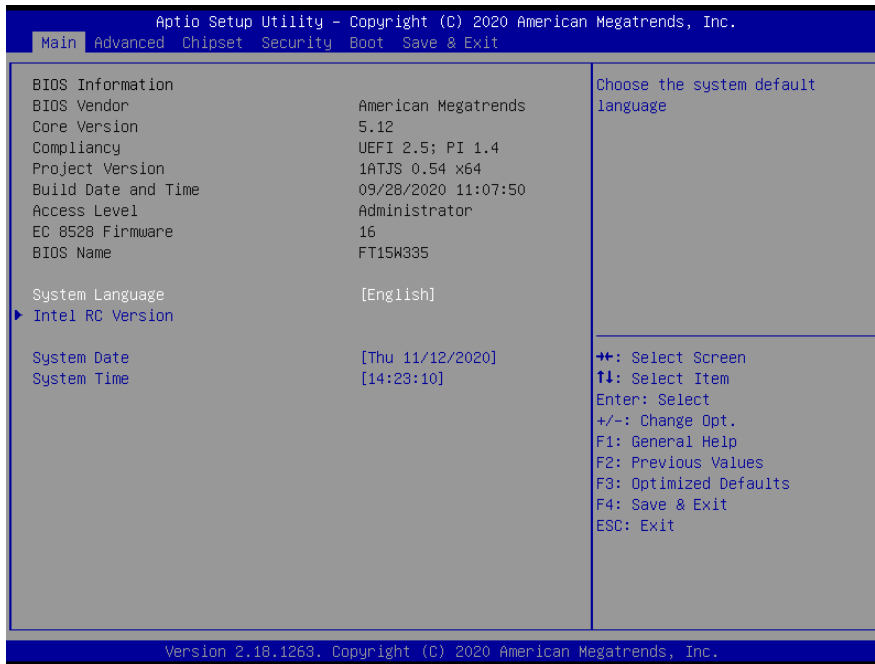 Aptio Setup Utility – Copyright (C) 2020 American Megatrends, Inc.
Main Advanced Chipset Security Boot Save & Exit
BIOS Information
BIOS Vendor American Megatrends
Core Version 5.12
Compliancy UEFI 2.5; PI 1.4
Project Version 1ATJS 0.54 x64
Build Date and Time 09/28/2020 11:07:50
Access Level Administrator
EC 8528 Firmware 16
BIOS Name FT15W335
System Language [English]
Intel RC Version
System Date [Thu 11/12/2020]
System Time [14:23:10]
Choose the system default
language
→←: Select Screen
↑↓: Select Item
Enter: Select
+/-: Change Opt.
F1: General Help
F2: Previous Values
F3: Optimized Defaults
F4: Save & Exit
ESC: Exit
Version 2.18.1263. Copyright (C) 2020 American Megatrends, Inc.